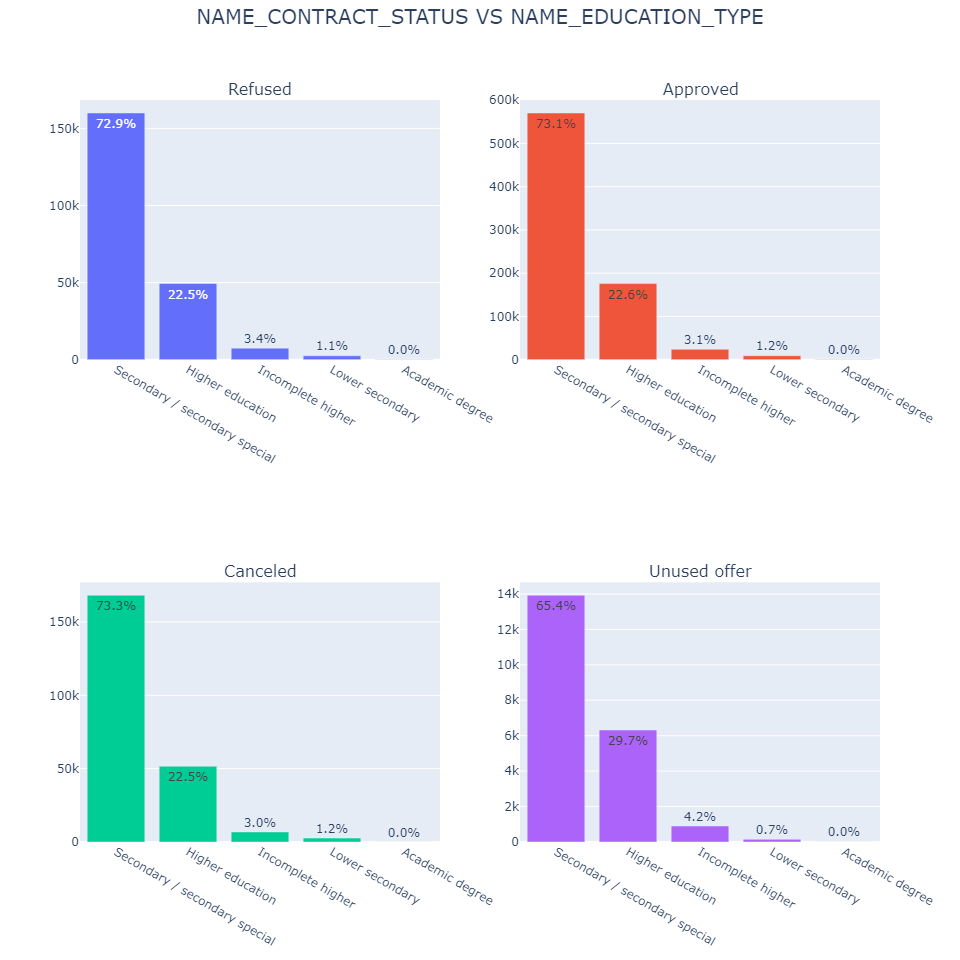 NAME_CONTRACT_STATUS VS NAME_EDUCATION_TYPE
Refused
150k
100k
50k
0
72.9%
22.5%
3.4%
1.1%
0.0%
Secondary / secondary special
Higher education
Incomplete higher
Lower secondary
Academic degree
Approved
600k
500k
400k
300k
200k
100k
0
73.1%
22.6%
3.1%
1.2%
0.0%
Secondary / secondary special
Higher education
Incomplete higher
Lower secondary
Academic degree
Canceled
150k
100k
50k
0
73.3%
22.5%
3.0%
1.2%
0.0%
Secondary / secondary special
Higher education
Incomplete higher
Lower secondary
Academic degree
Unused offer
14k
12k
10k
8k
6k
4k
2k
0
65.4%
29.7%
4.2%
0.7%
0.0%
Secondary / secondary special
Higher education
Incomplete higher
Lower secondary
Academic degree